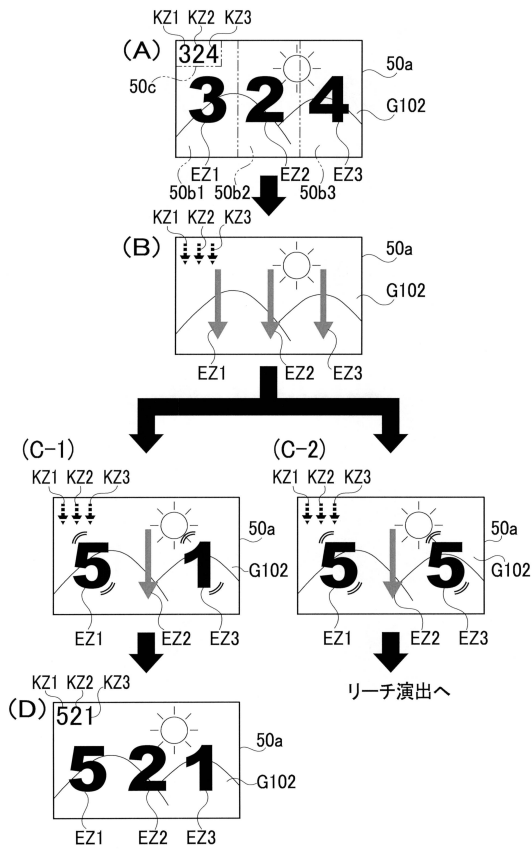 KZ1 KZ2 KZ3
(A)
324
50a
50c
3 2 4
G102
EZ1 EZ2 EZ3
50b1 50b2 50b3
KZ1 KZ2 KZ3
(B)
50a
G102
EZ1 EZ2 EZ3
(C-1)
KZ1 KZ2 KZ3
50a
5 1
G102
EZ1 EZ2 EZ3
(C-2)
KZ1 KZ2 KZ3
50a
5 5
G102
EZ1 EZ2 EZ3
リーチ演出へ
KZ1 KZ2 KZ3
(D)
521
50a
5 2 1
G102
EZ1 EZ2 EZ3